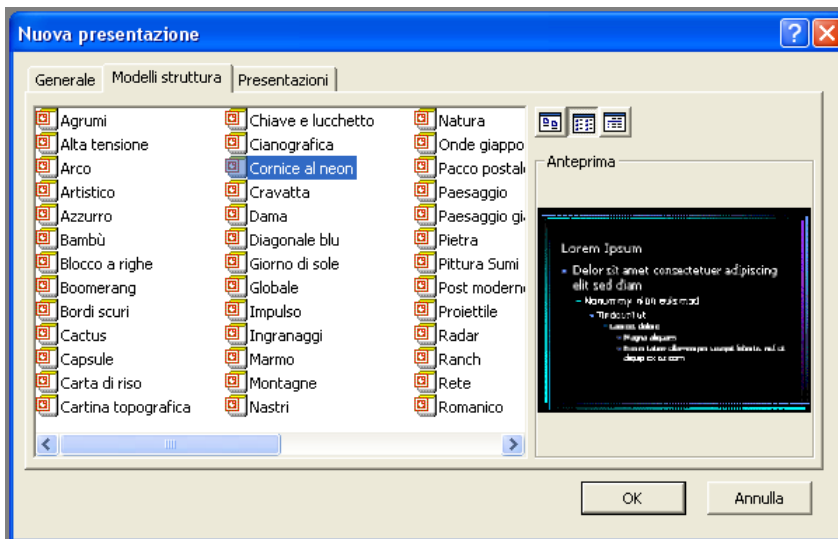 Nuova presentazione
Generale
Modelli struttura
Presentazioni
Agrumi
Alta tensione
Arco
Artistico
Azzurro
Bambù
Blocco a righe
Boomerang
Bordi scuri
Cactus
Capsule
Carta di riso
Cartina topografica
Chiave e lucchetto
Cianografica
Cornice al neon
Cravatta
Dama
Diagonale blu
Giorno di sole
Globale
Impulso
Ingranaggi
Marmo
Montagne
Nastri
Natura
Onde giappo
Pacco postal
Paesaggio
Paesaggio gi
Pietra
Pittura Sumi
Post modern
Proiettile
Radar
Ranch
Rete
Romanico
Anteprima
Lorem Ipsum
Delor sit amet consectetuer adipiscing
elit sed diam
OK
Annulla